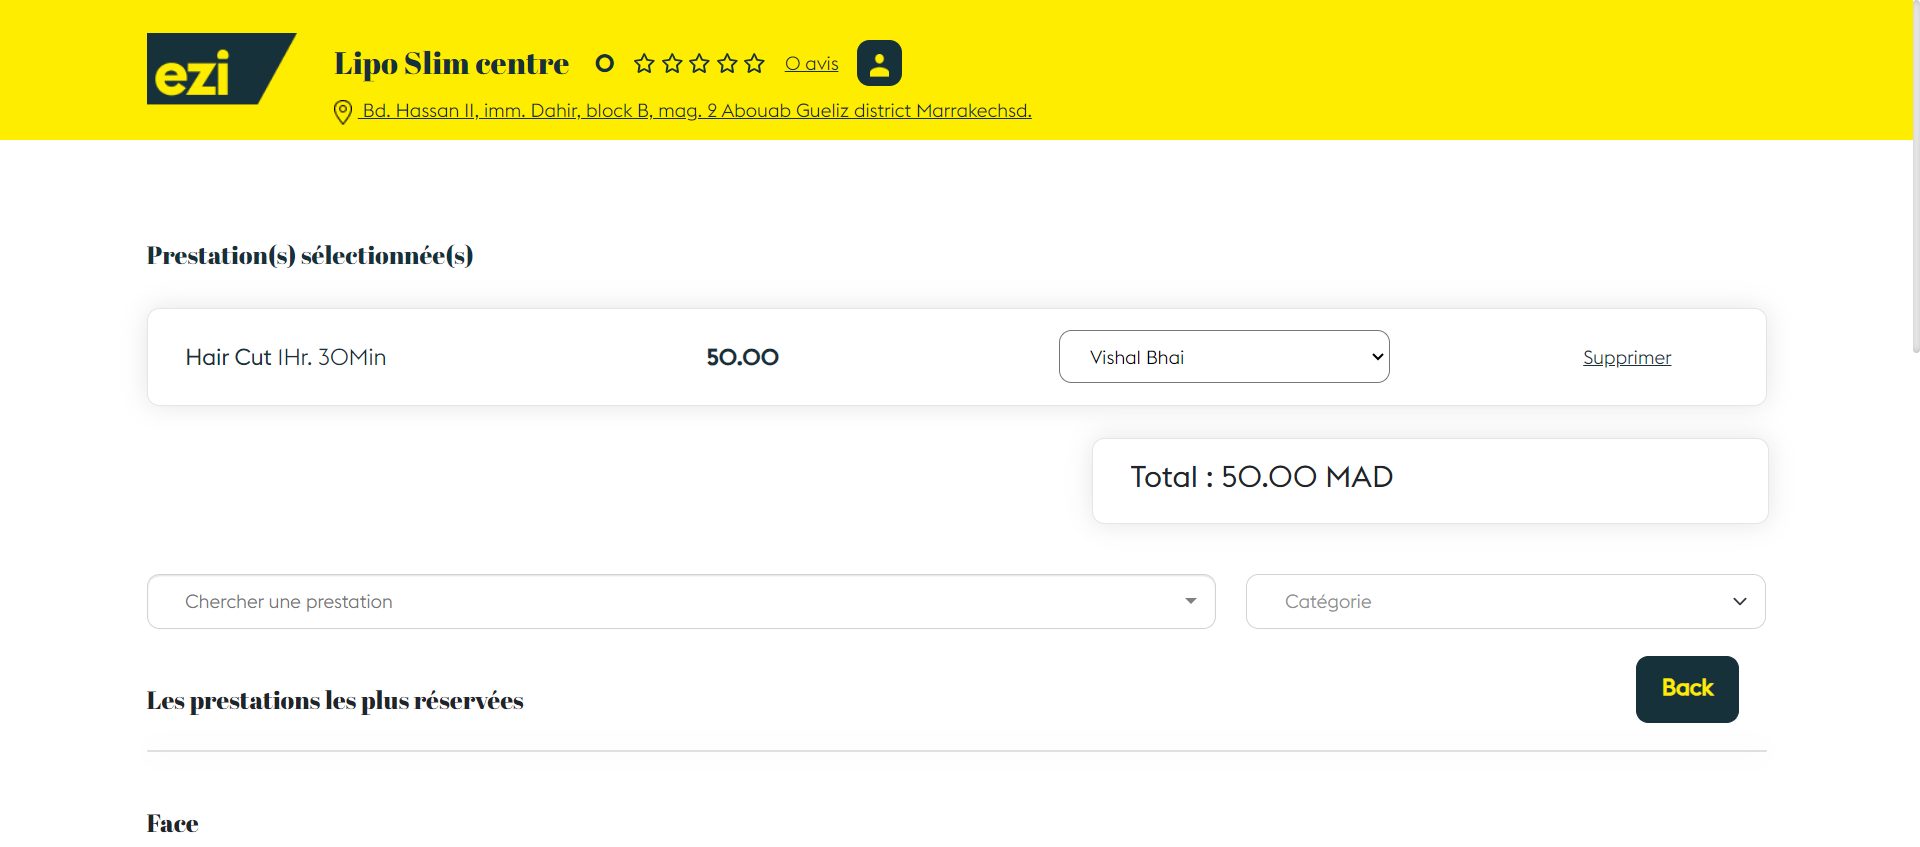 ezi
Lipo Slim centre 0 0 avis
Bd. Hassan II, imm. Dahir, block B, mag. 2 Abouab Gueliz district Marrakechsd.
Prestation(s) sélectionnée(s)
Hair Cut 1Hr. 30Min 50.00 Vishal Bhai Supprimer
Total : 50.00 MAD
Chercher une prestation Catégorie
Back
Les prestations les plus réservées
Face